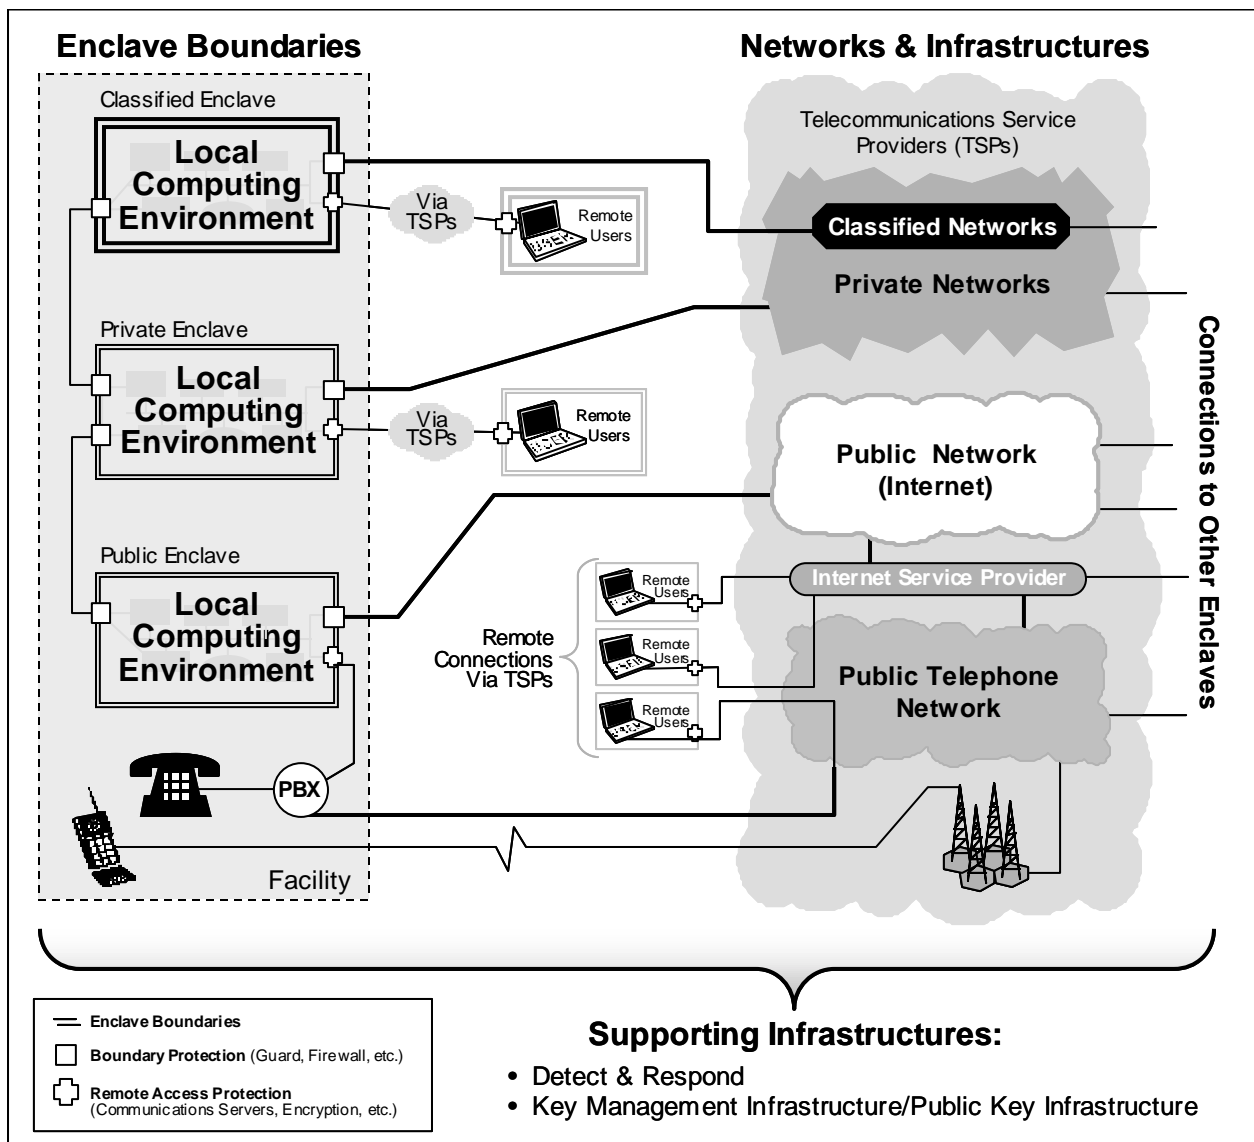 Enclave Boundaries
Networks & Infrastructures
Classified Enclave
Local
Computing
Environment
Via
TSPs
Remote
Users
Telecommunications Service
Providers (TSPs)
Classified Networks
Private Networks
Private Enclave
Local
Computing
Environment
Via
TSPs
Remote
Users
Public Network
(Internet)
Connections to Other Enclaves
Public Enclave
Local
Computing
Environment
Remote
Connections
Via TSPs
Remote
Users
Remote
Users
Remote
Users
Internet Service Provider
Public Telephone
Network
PBX
Facility
Enclave Boundaries
Boundary Protection (Guard, Firewall, etc.)
Remote Access Protection
(Communications Servers, Encryption, etc.)
Supporting Infrastructures:
• Detect & Respond
• Key Management Infrastructure/Public Key Infrastructure